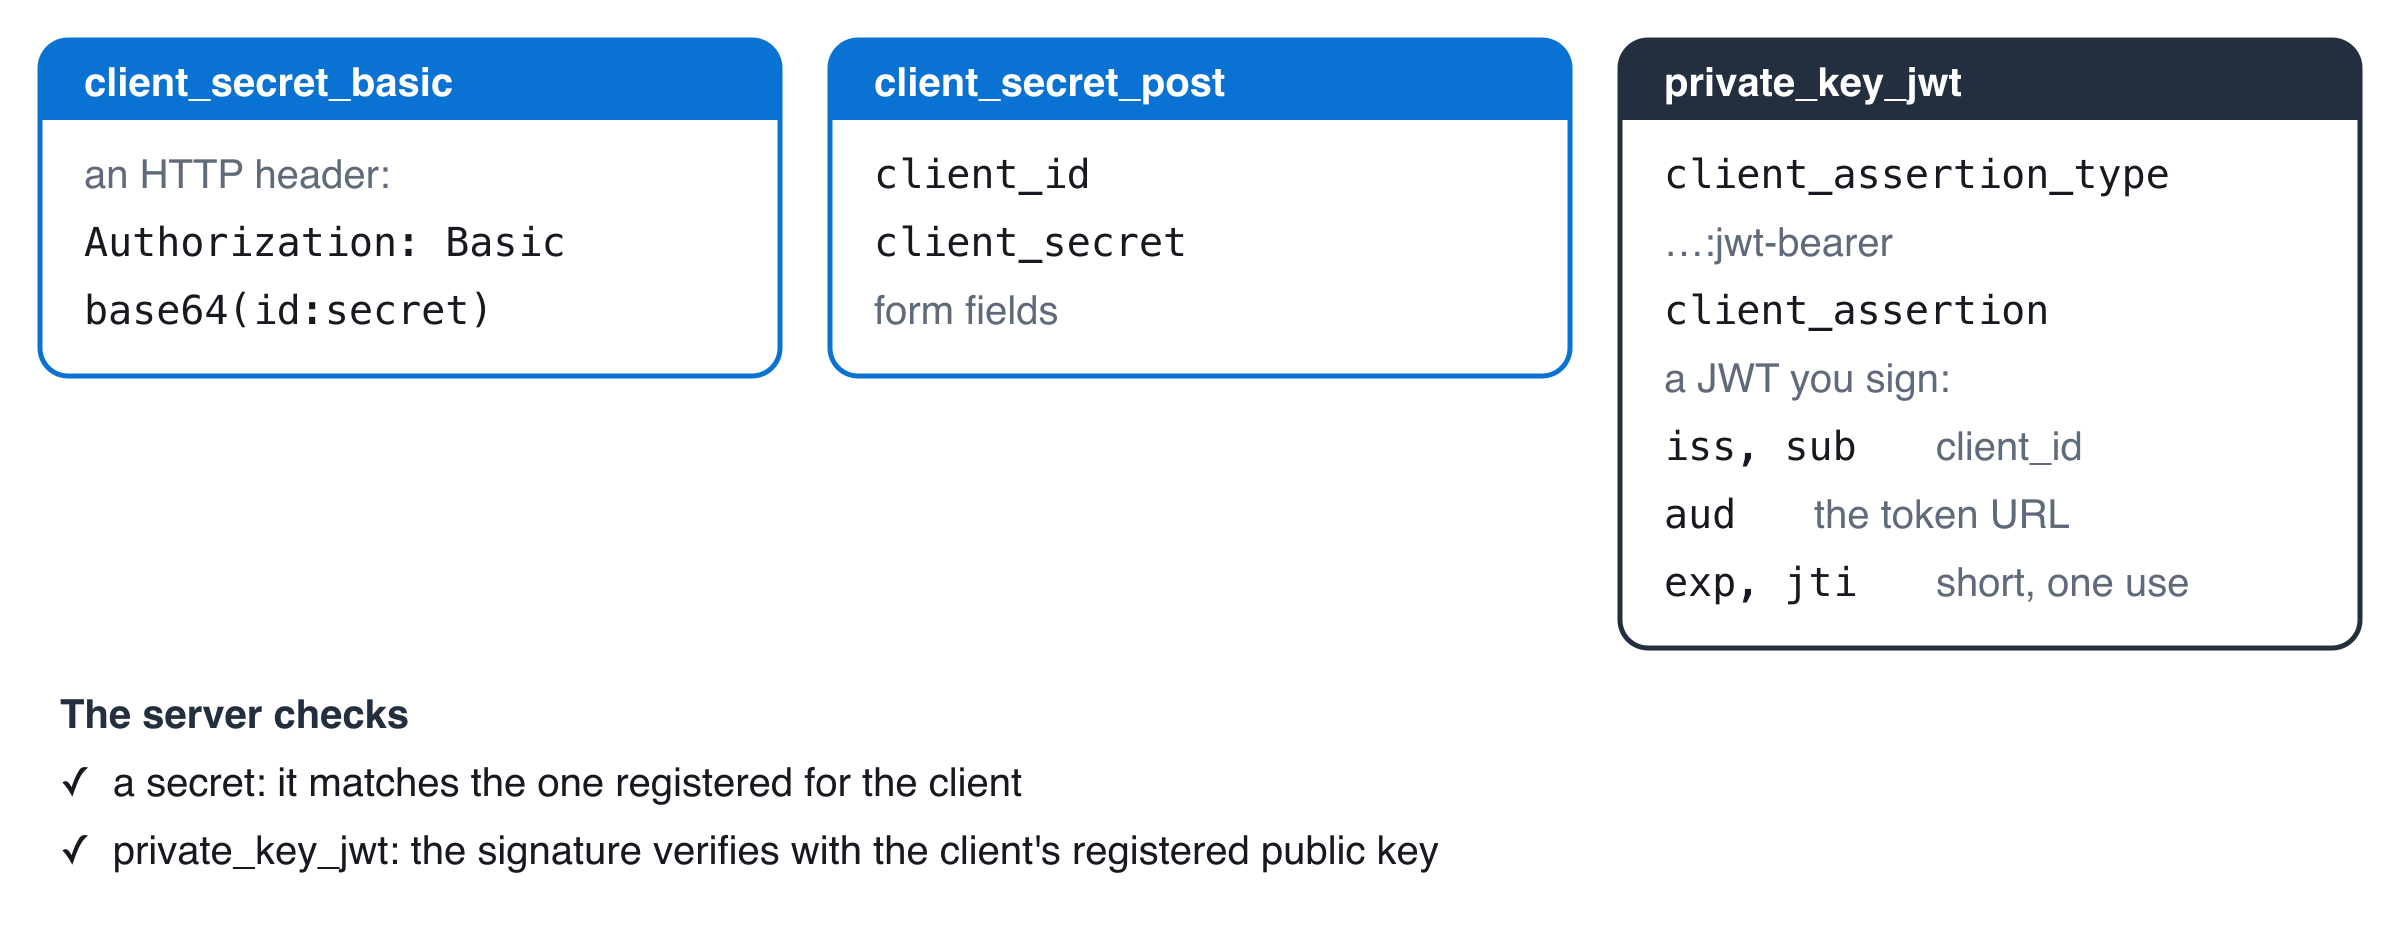 client_secret_basic
an HTTP header:
Authorization: Basic
base64(id:secret)
client_secret_post
client_id
client_secret
form fields
private_key_jwt
client_assertion_type
…:jwt-bearer
client_assertion
a JWT you sign:
iss, sub client_id
aud the token URL
exp, jti short, one use
The server checks
✓ a secret: it matches the one registered for the client
✓ private_key_jwt: the signature verifies with the client's registered public key